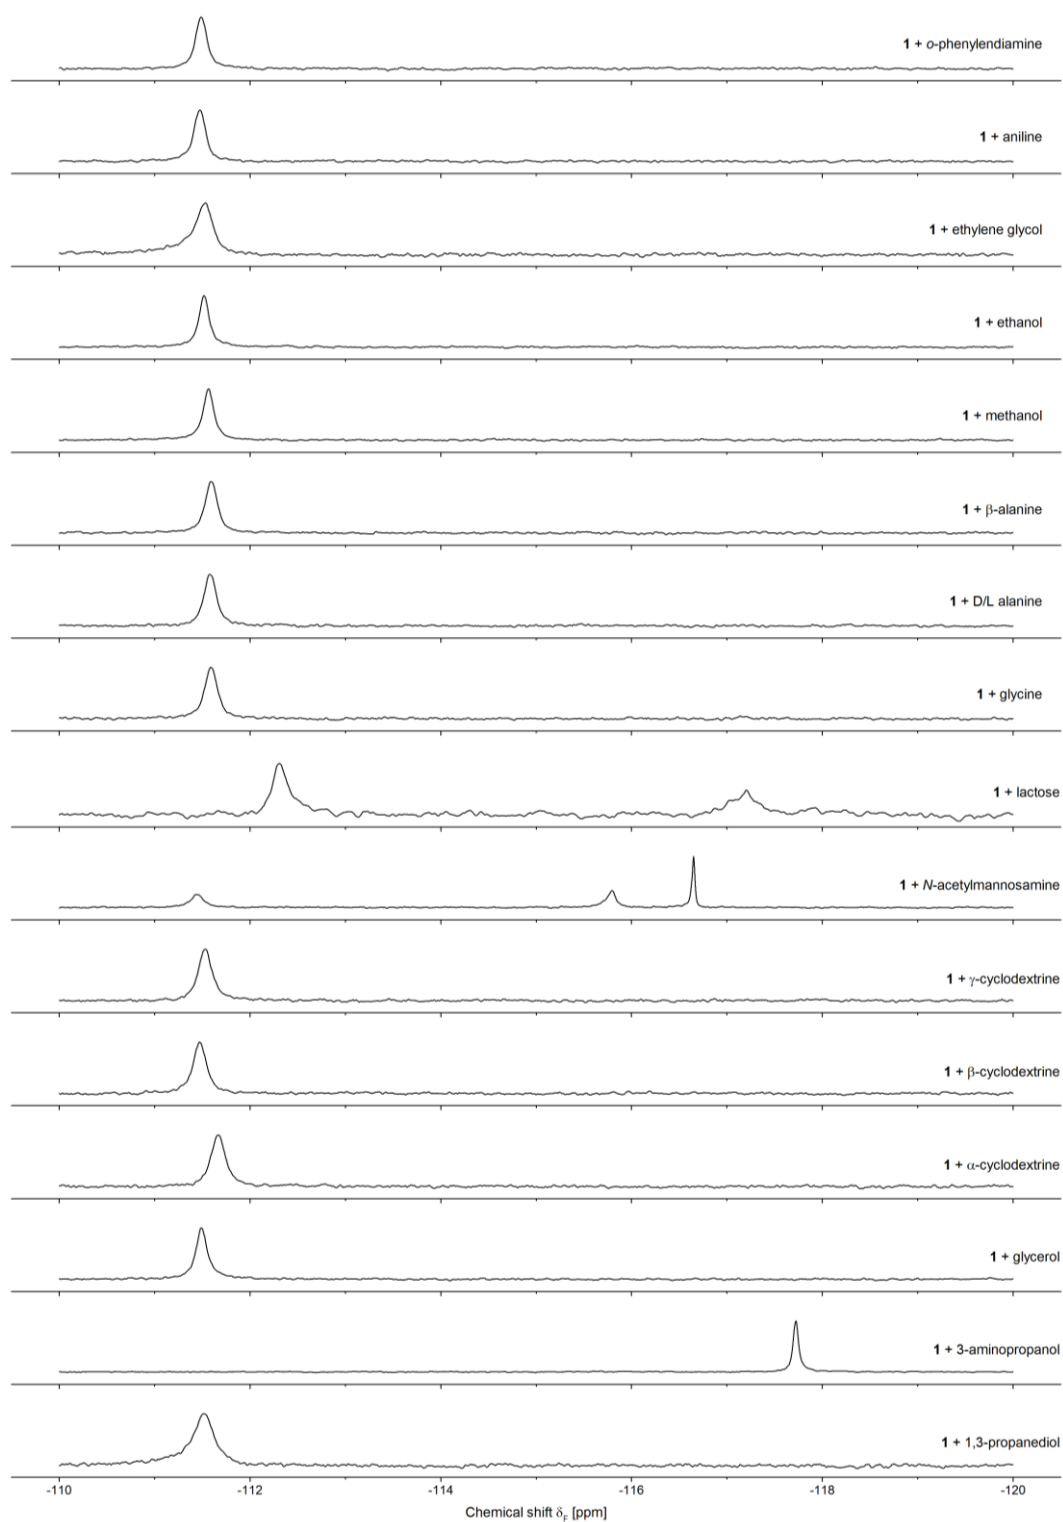 1 + o-phenylendiamine
1 + aniline
1 + ethylene glycol
1 + ethanol
1 + methanol
1 + β-alanine
1 + D/L alanine
1 + glycine
1 + lactose
1 + N-acetylmannosamine
1 + γ-cyclodextrine
1 + β-cyclodextrine
1 + α-cyclodextrine
1 + glycerol
1 + 3-aminopropanol
1 + 1,3-propanediol
-110 -112 -114 -116 -118 -120
Chemical shift δF [ppm]